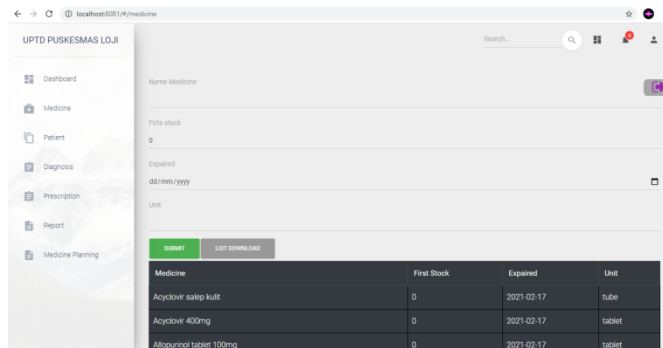 localhost:8081/#/medicine
UPTD PUSKESMAS LOJI
Search...
3
Dashboard
Medicine
Patient
Diagnosis
Prescription
Report
Medicine Planning
Name Medicine
Firts stock
0
Expaired
dd/mm/yyyy
Unit
SUBMIT LIST DOWNLOAD
Medicine First Stock Expaired Unit
Acyclovir salep kulit 0 2021-02-17 tube
Acyclovir 400mg 0 2021-02-17 tablet
Allopurinol tablet 100mg 0 2021-02-17 tablet